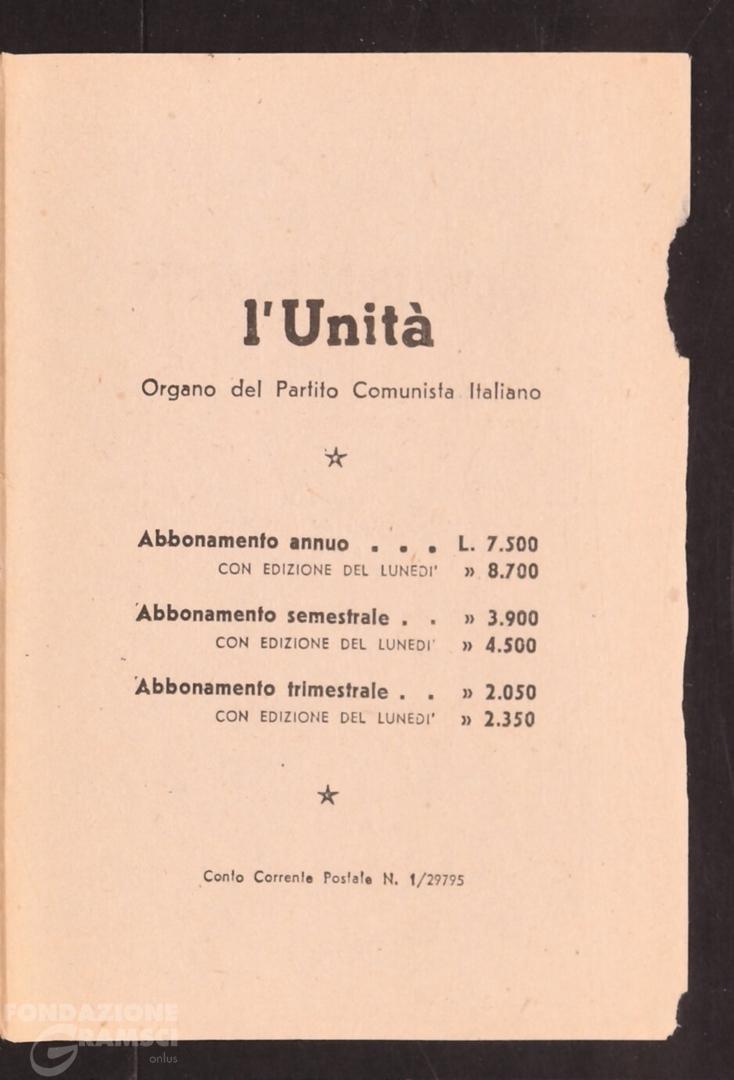 l'Unità
Organo del Partito Comunista Italiano
Abbonamento annuo . . . L. 7.500
CON EDIZIONE DEL LUNEDI' » 8.700
Abbonamento semestrale . . » 3.900
CON EDIZIONE DEL LUNEDI' » 4.500
Abbonamento trimestrale . . » 2.050
CON EDIZIONE DEL LUNEDI' » 2.350
Conto Corrente Postale N. 1/29795
FONDAZIONE
GRAMSCI
onlus